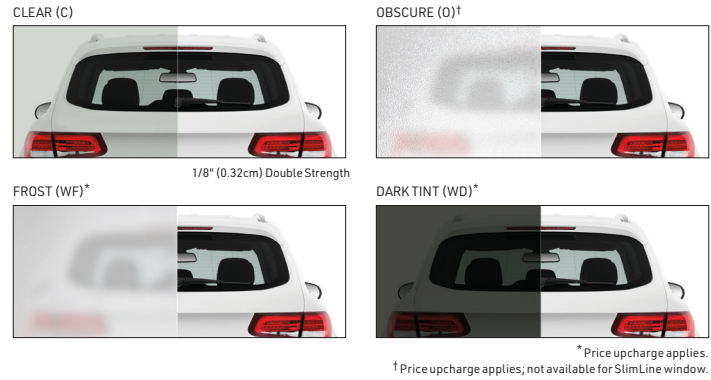 CLEAR (C)
OBSCURE (O)†
1/8" (0.32cm) Double Strength
FROST (WF)*
DARK TINT (WD)*
* Price upcharge applies.
† Price upcharge applies; not available for SlimLine window.